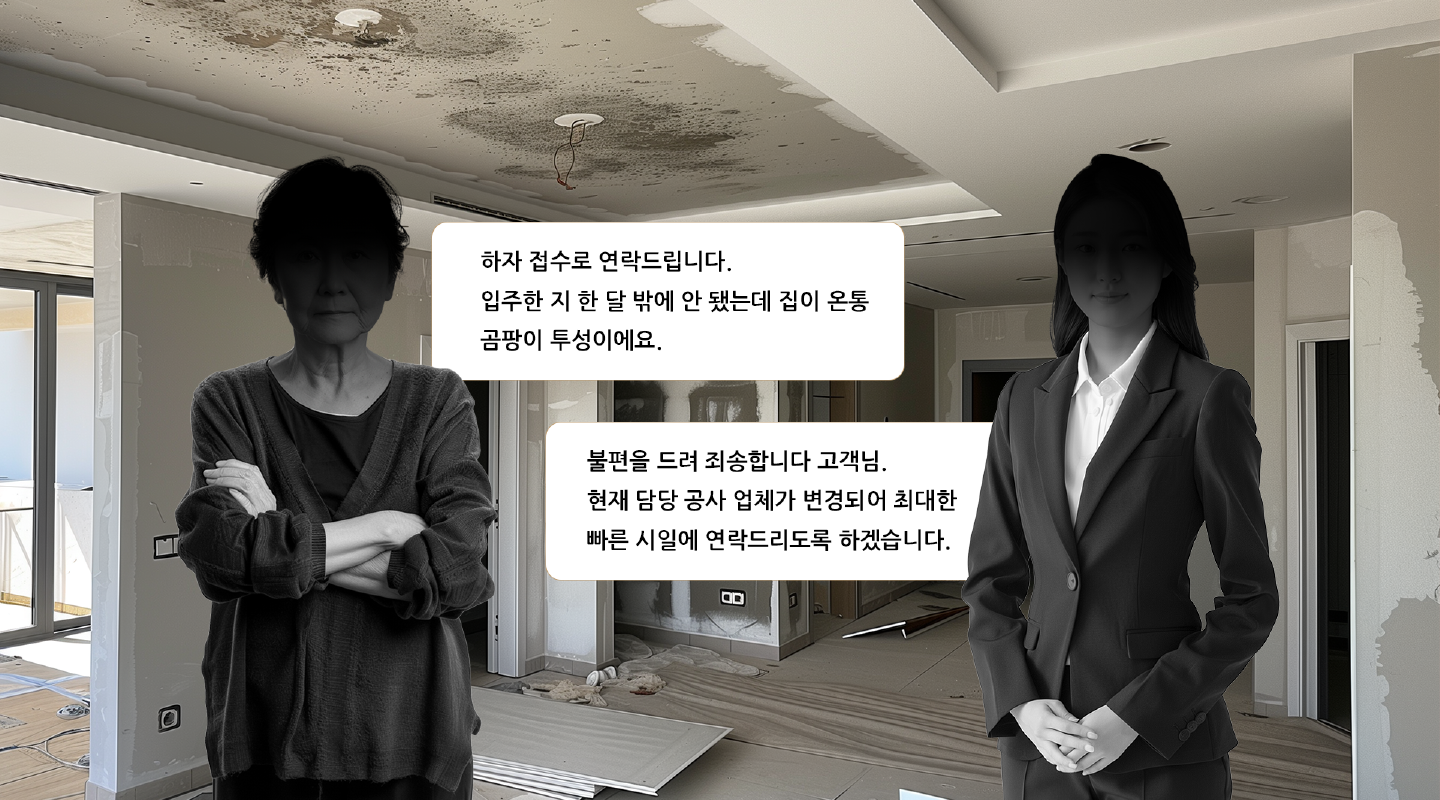 하자 접수로 연락드립니다.
입주한 지 한 달 밖에 안 됐는데 집이 온통
곰팡이 투성이에요.
불편을 드려 죄송합니다 고객님.
현재 담당 공사 업체가 변경되어 최대한
빠른 시일에 연락드리도록 하겠습니다.